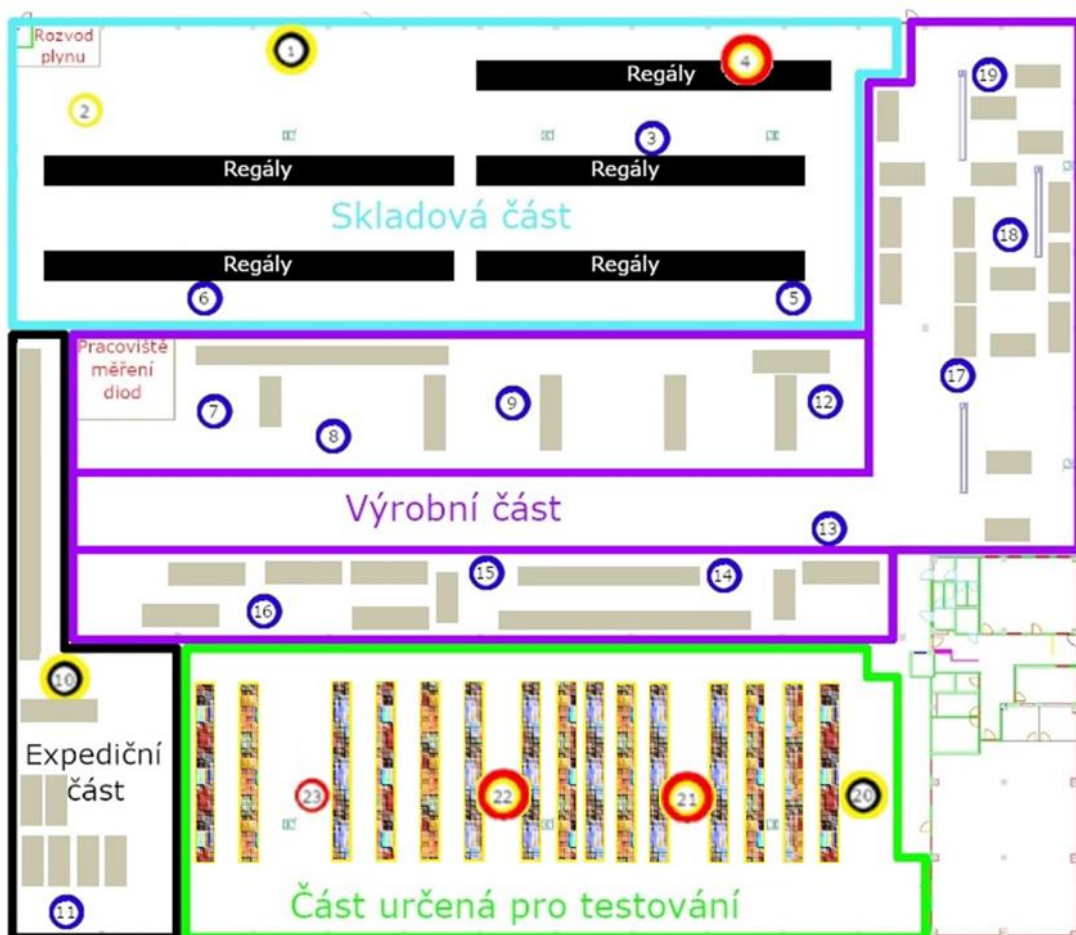 Rozvod
plynu
1
4
Regály
19
2
3
Regály
Regály
Skladová část
18
Regály
Regály
6
5
Pracoviště
měření
diod
7
8
9
12
17
Výrobní část
13
15
14
16
10
Expediční
část
23
22
21
20
11
Část určená pro testování